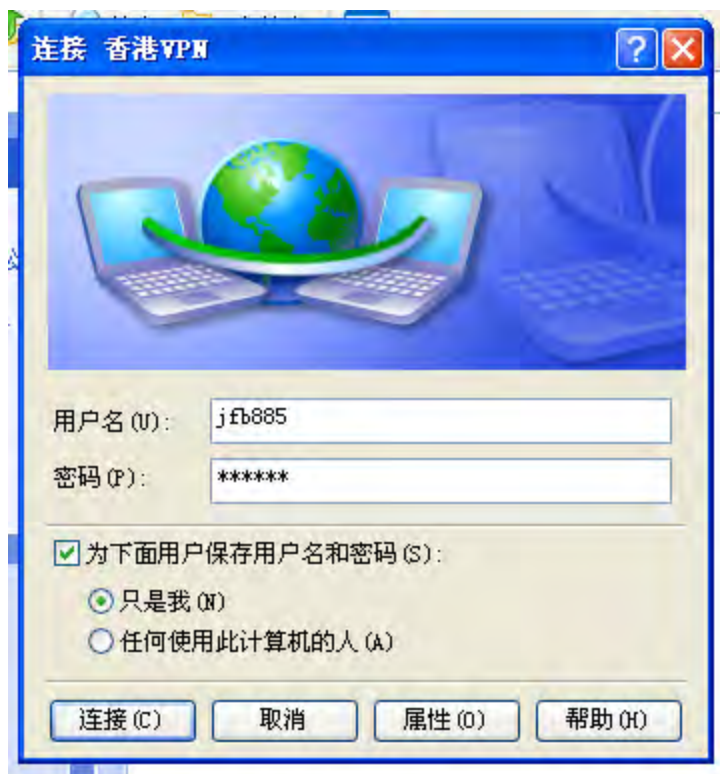 连接 香港VPN
用户名(U):
jfb885
密码(P):
******
为下面用户保存用户名和密码(S):
只是我(N)
任何使用此计算机的人(A)
连接(C) 取消 属性(O) 帮助(H)